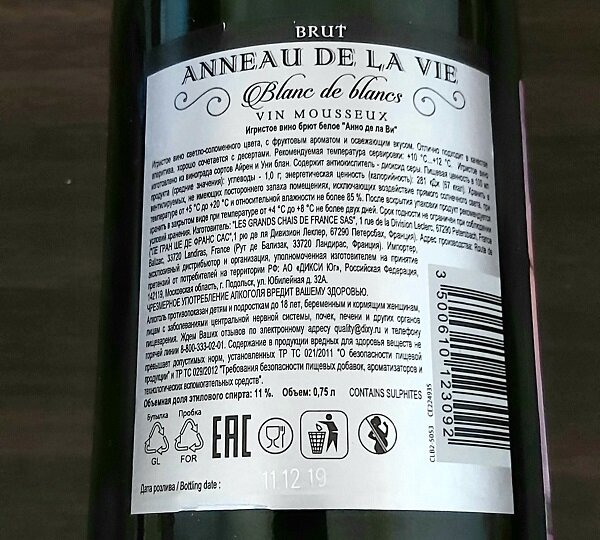 BRUT
ANNEAU DE LA VIE
Blanc de blancs
VIN MOUSSEUX
Игристое вино брют белое "Анно де ла Ви"
Игристое вино светло-соломенного цвета, с фруктовым ароматом и освежающим вкусом. Отлично подходит в качестве
аперитива, хорошо сочетается с десертами. Рекомендуемая температура сервировки: +10 °C...+12 °C. Игристое вино
изготовлено из винограда сортов Айрен и Уни блан. Содержит антиокислитель - диоксид серы. Пищевая ценность в 100 мл
продукта (средние значения): углеводы - 1,0 г; энергетическая ценность (калорийность): 281 кДж (67 ккал). Хранить в
вентилируемых, не имеющих постороннего запаха помещениях, исключающих воздействие прямого солнечного света, при
температуре от +5 °C до +20 °C и относительной влажности не более 85 %. После вскрытия упаковки продукт рекомендуется
хранить в закрытом виде при температуре от +4 °C до +8 °C не более двух дней. Срок годности не ограничен при соблюдении
условий хранения. Изготовитель: "LES GRANDS CHAIS DE FRANCE SAS", 1 rue de la Division Leclerc, 67290 Petersbach, France
("ЛЕ ГРАН ШЕ ДЕ ФРАНС САС", 1 рю де ля Дивизион Леклер, 67290 Петербах, Франция). Адрес производства: Route de
Balizac, 33720 Landiras, France (Рут де Бализак, 33720 Ландирас, Франция). Импортер,
эксклюзивный дистрибьютор и организация, уполномоченная изготовителем на принятие
претензий от потребителей на территории РФ: АО «ДИКСИ Юг», Российская Федерация,
142119, Московская область, г. Подольск, ул. Юбилейная д. 32А.
ЧРЕЗМЕРНОЕ УПОТРЕБЛЕНИЕ АЛКОГОЛЯ ВРЕДИТ ВАШЕМУ ЗДОРОВЬЮ.
Алкоголь противопоказан детям и подросткам до 18 лет, беременным и кормящим женщинам,
лицам с заболеваниями центральной нервной системы, почек, печени и других органов
пищеварения. Ждем Ваших отзывов по электронному адресу quality@dixy.ru и телефону
горячей линии 8-800-333-02-01. Содержание в продукции вредных для здоровья веществ не
превышает допустимых норм, установленных ТР ТС 021/2011 "О безопасности пищевой
продукции" и ТР ТС 029/2012 "Требования безопасности пищевых добавок, ароматизаторов и
технологических вспомогательных средств".
Объемная доля этилового спирта: 11 %. Объем: 0,75 л CONTAINS SULPHITES
Бутылка Пробка
GL FOR EAC
Дата розлива / Bottling date :
11 12 19
3 500610 123092
CLB2-5053 CE224935